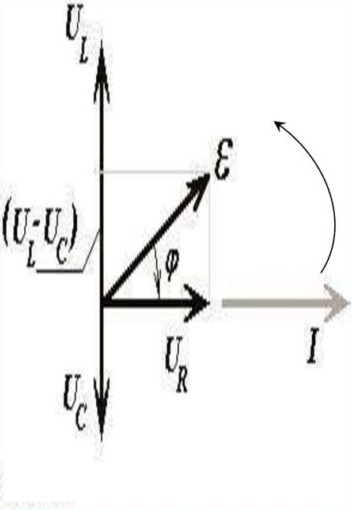 U_L
ε
(U_L-U_C)
φ
U_R
I
U_C